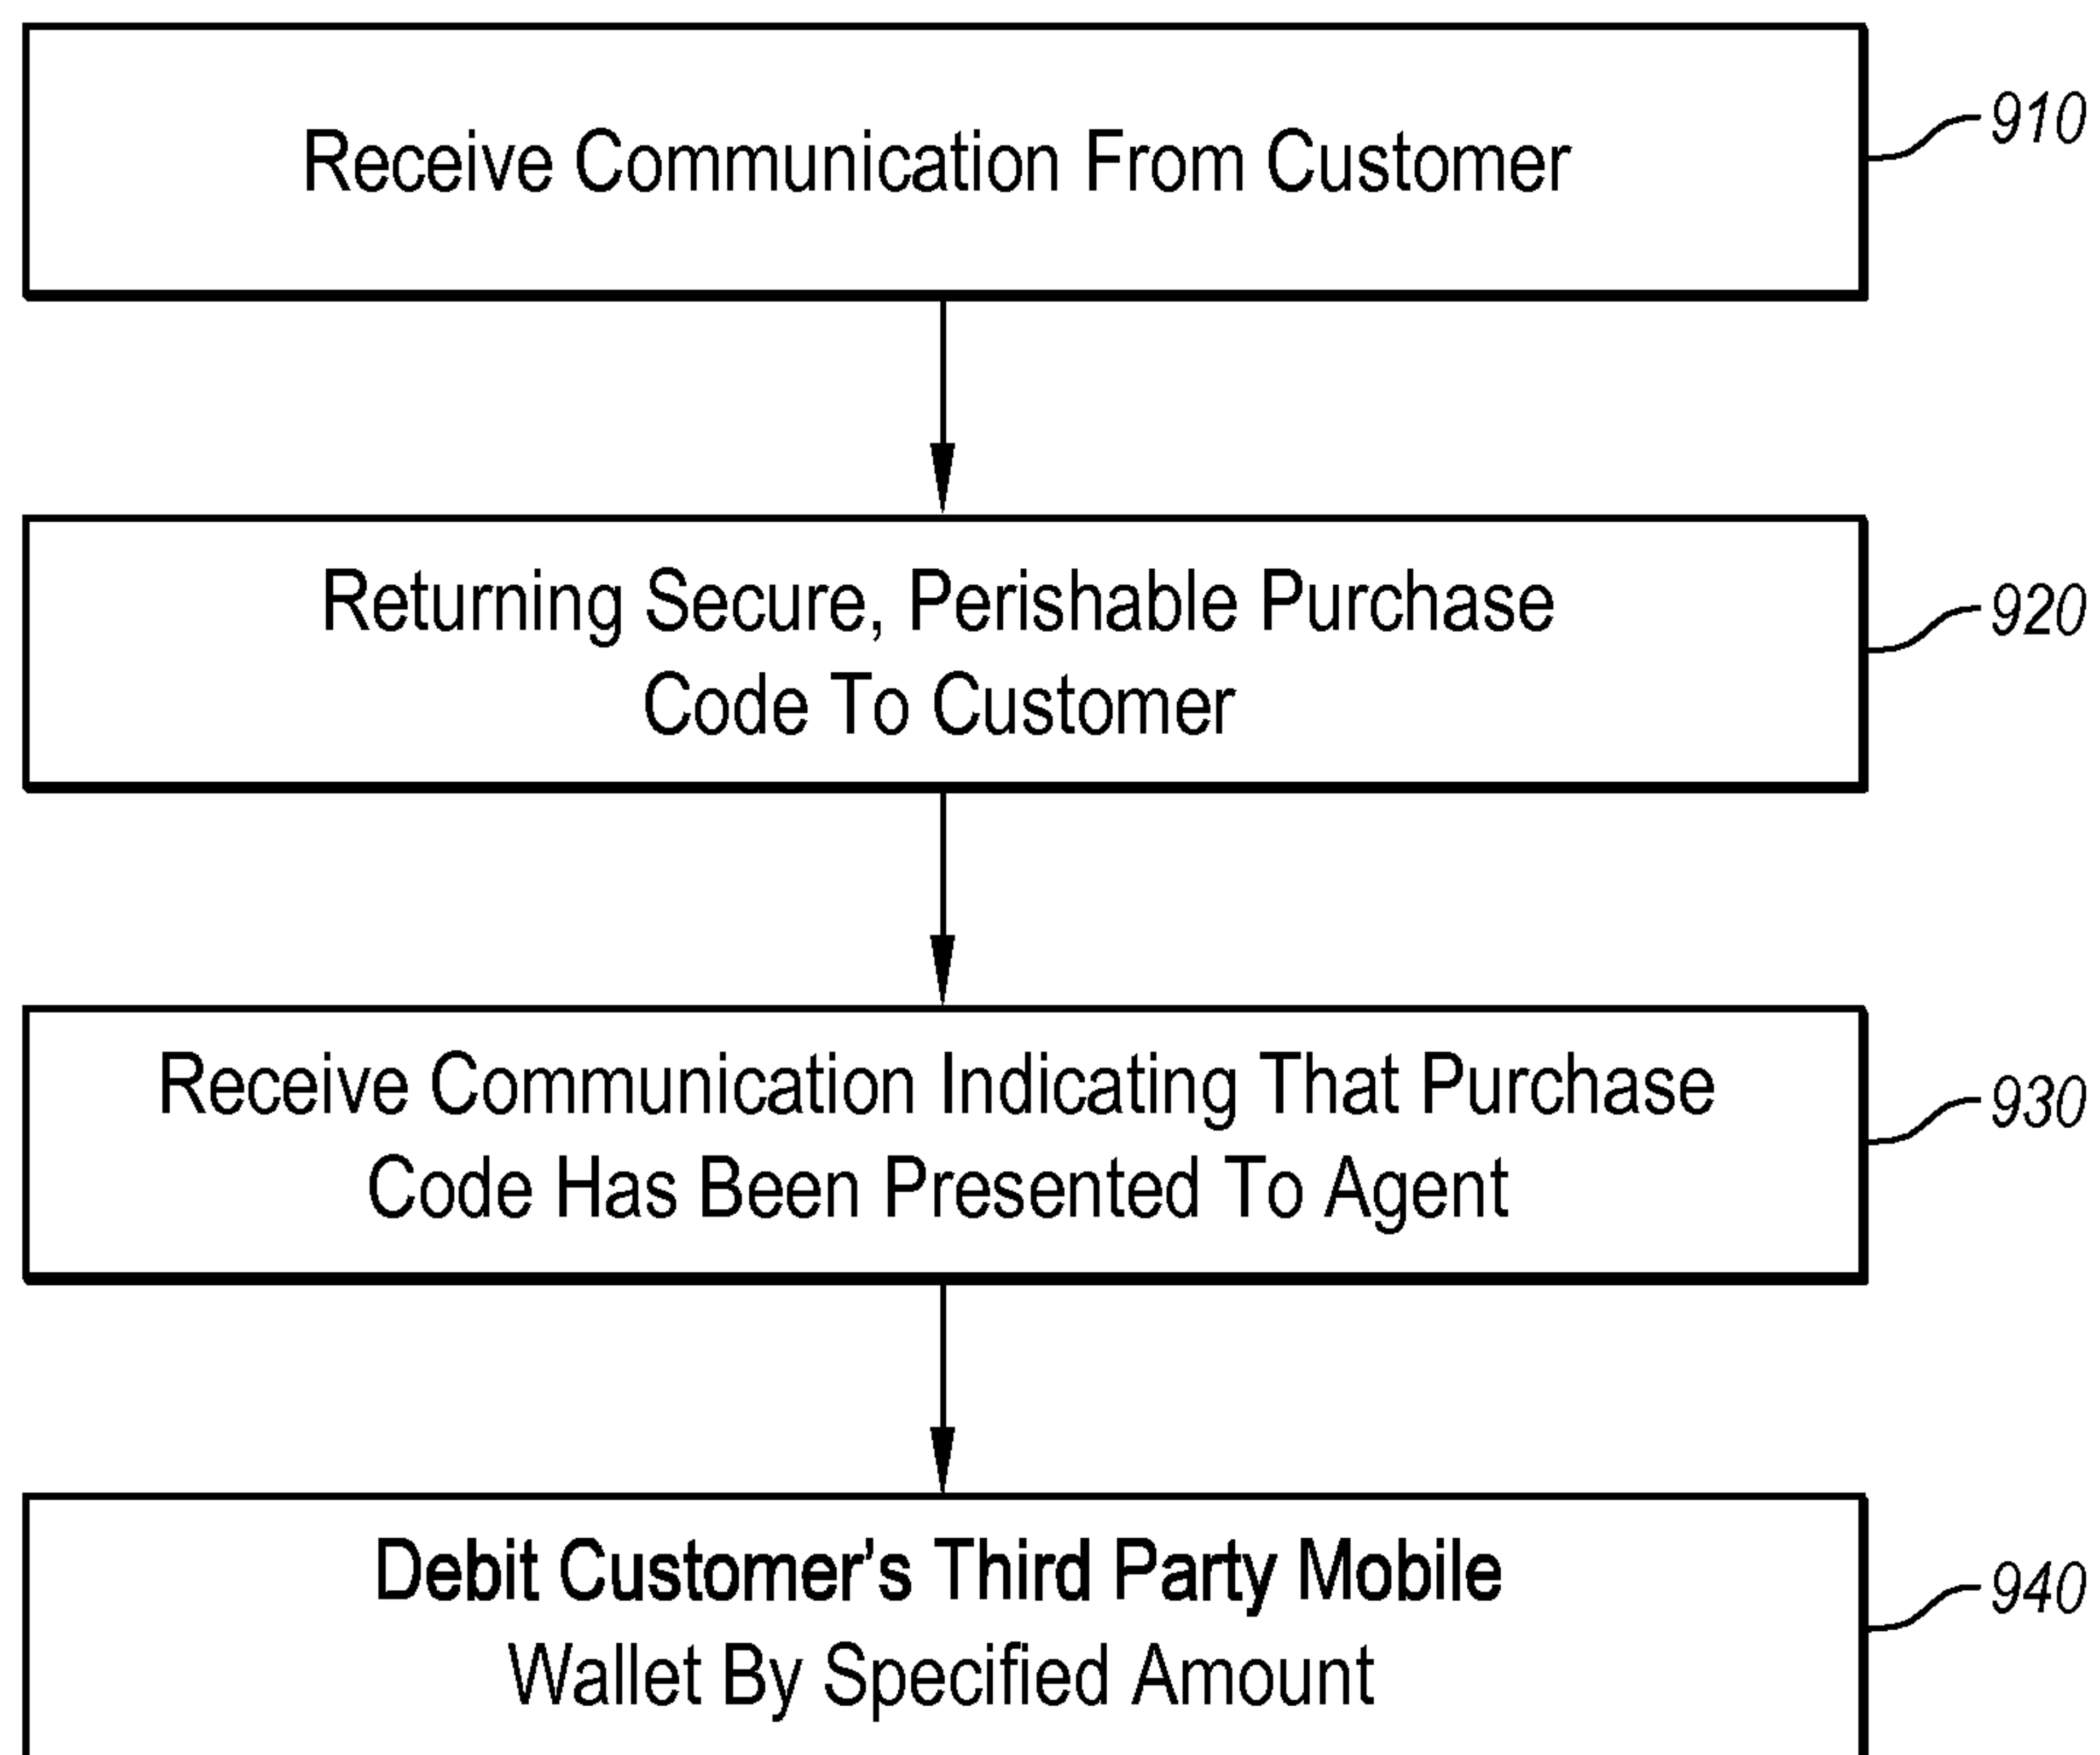 Receive Communication From Customer
910
Returning Secure, Perishable Purchase
Code To Customer
920
Receive Communication Indicating That Purchase
Code Has Been Presented To Agent
930
Debit Customer's Third Party Mobile
Wallet By Specified Amount
940